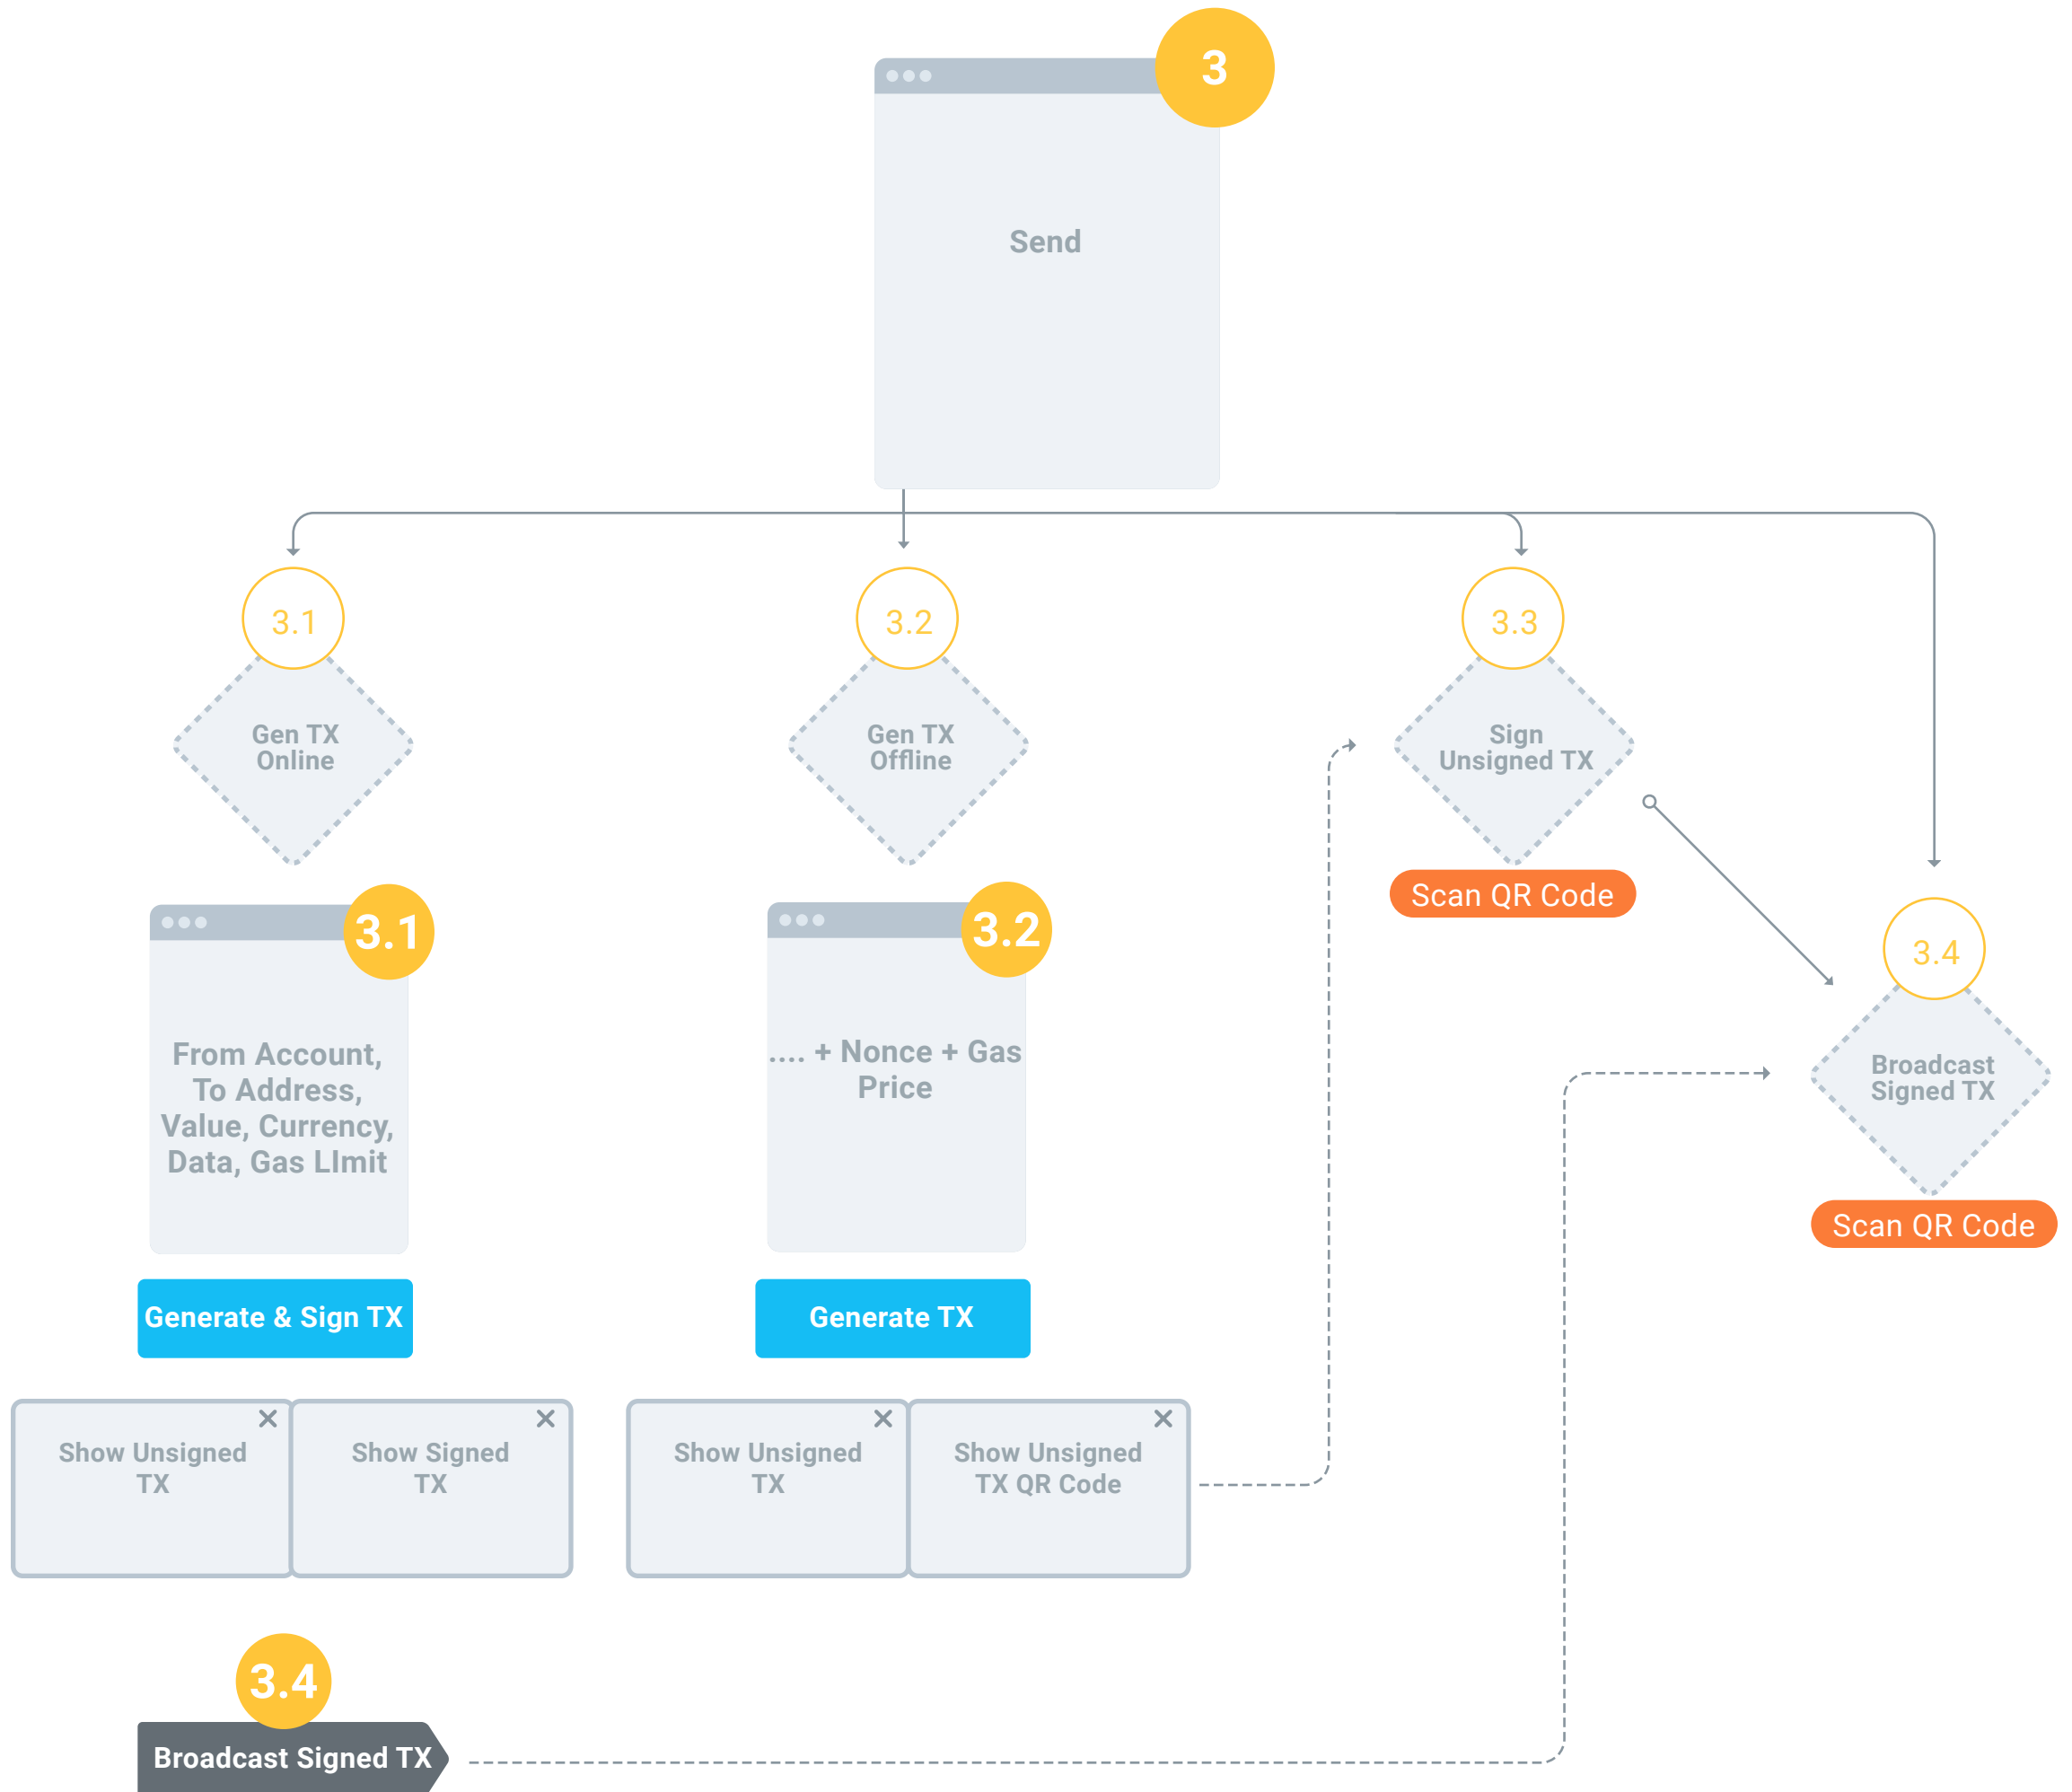 3
Send
3.1
3.2
3.3
Gen TX
Online
Gen TX
Offline
Sign
Unsigned TX
Scan QR Code
3.4
Broadcast
Signed TX
Scan QR Code
3.1
From Account,
To Address,
Value, Currency,
Data, Gas LImit
3.2
.... + Nonce + Gas
Price
Generate & Sign TX
Generate TX
Show Unsigned
TX
Show Signed
TX
Show Unsigned
TX
Show Unsigned
TX QR Code
3.4
Broadcast Signed TX